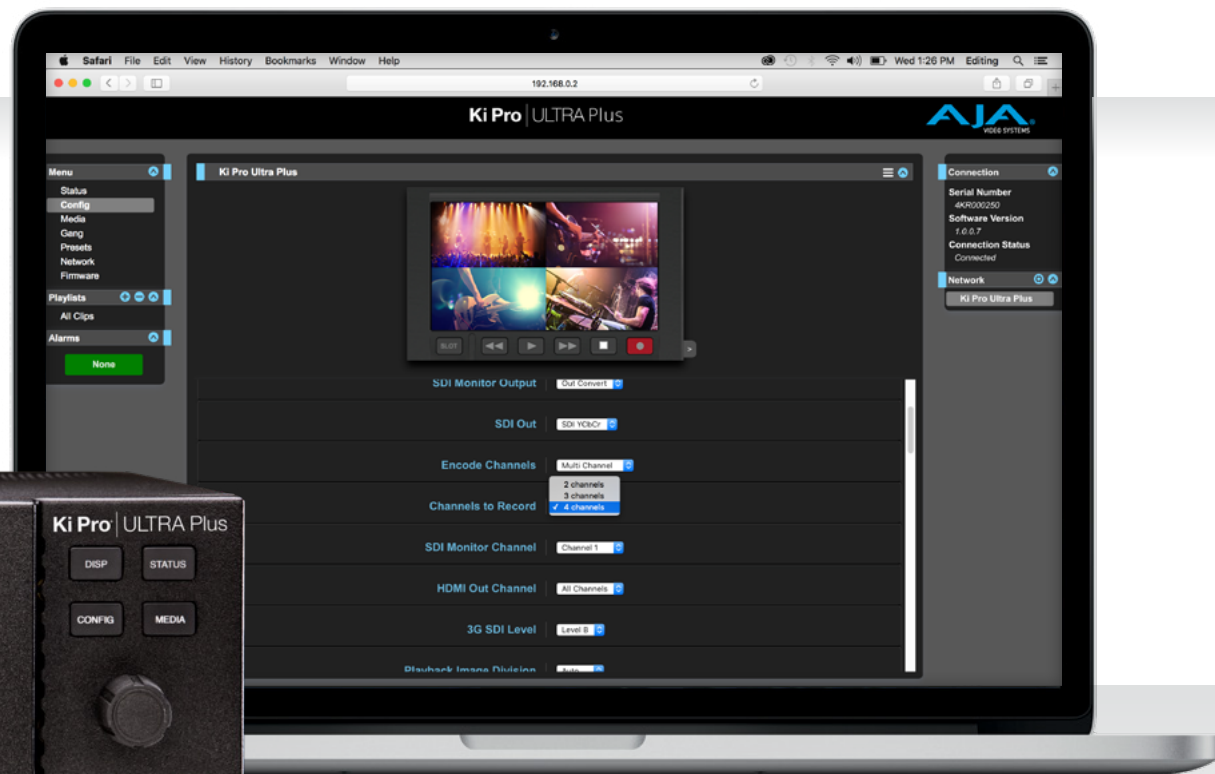 Safari File Edit View History Bookmarks Window Help
Wed 1:26 PM Editing
192.168.0.2
Ki Pro ULTRA Plus
AJA
VIDEO SYSTEMS
Menu
Status
Config
Media
Gang
Presets
Network
Firmware
Playlists
All Clips
Alarms
None
Ki Pro Ultra Plus
SLOT
SDI Monitor Output Out Convert
SDI Out SDI YCbCr
Encode Channels Multi Channel
2 channels
3 channels
Channels to Record ✓ 4 channels
SDI Monitor Channel Channel 1
HDMI Out Channel All Channels
3G SDI Level Level B
Playback Image Division Auto
Connection
Serial Number
4KR000250
Software Version
1.0.0.7
Connection Status
Connected
Network
Ki Pro Ultra Plus
Ki Pro ULTRA Plus
DISP STATUS
CONFIG MEDIA